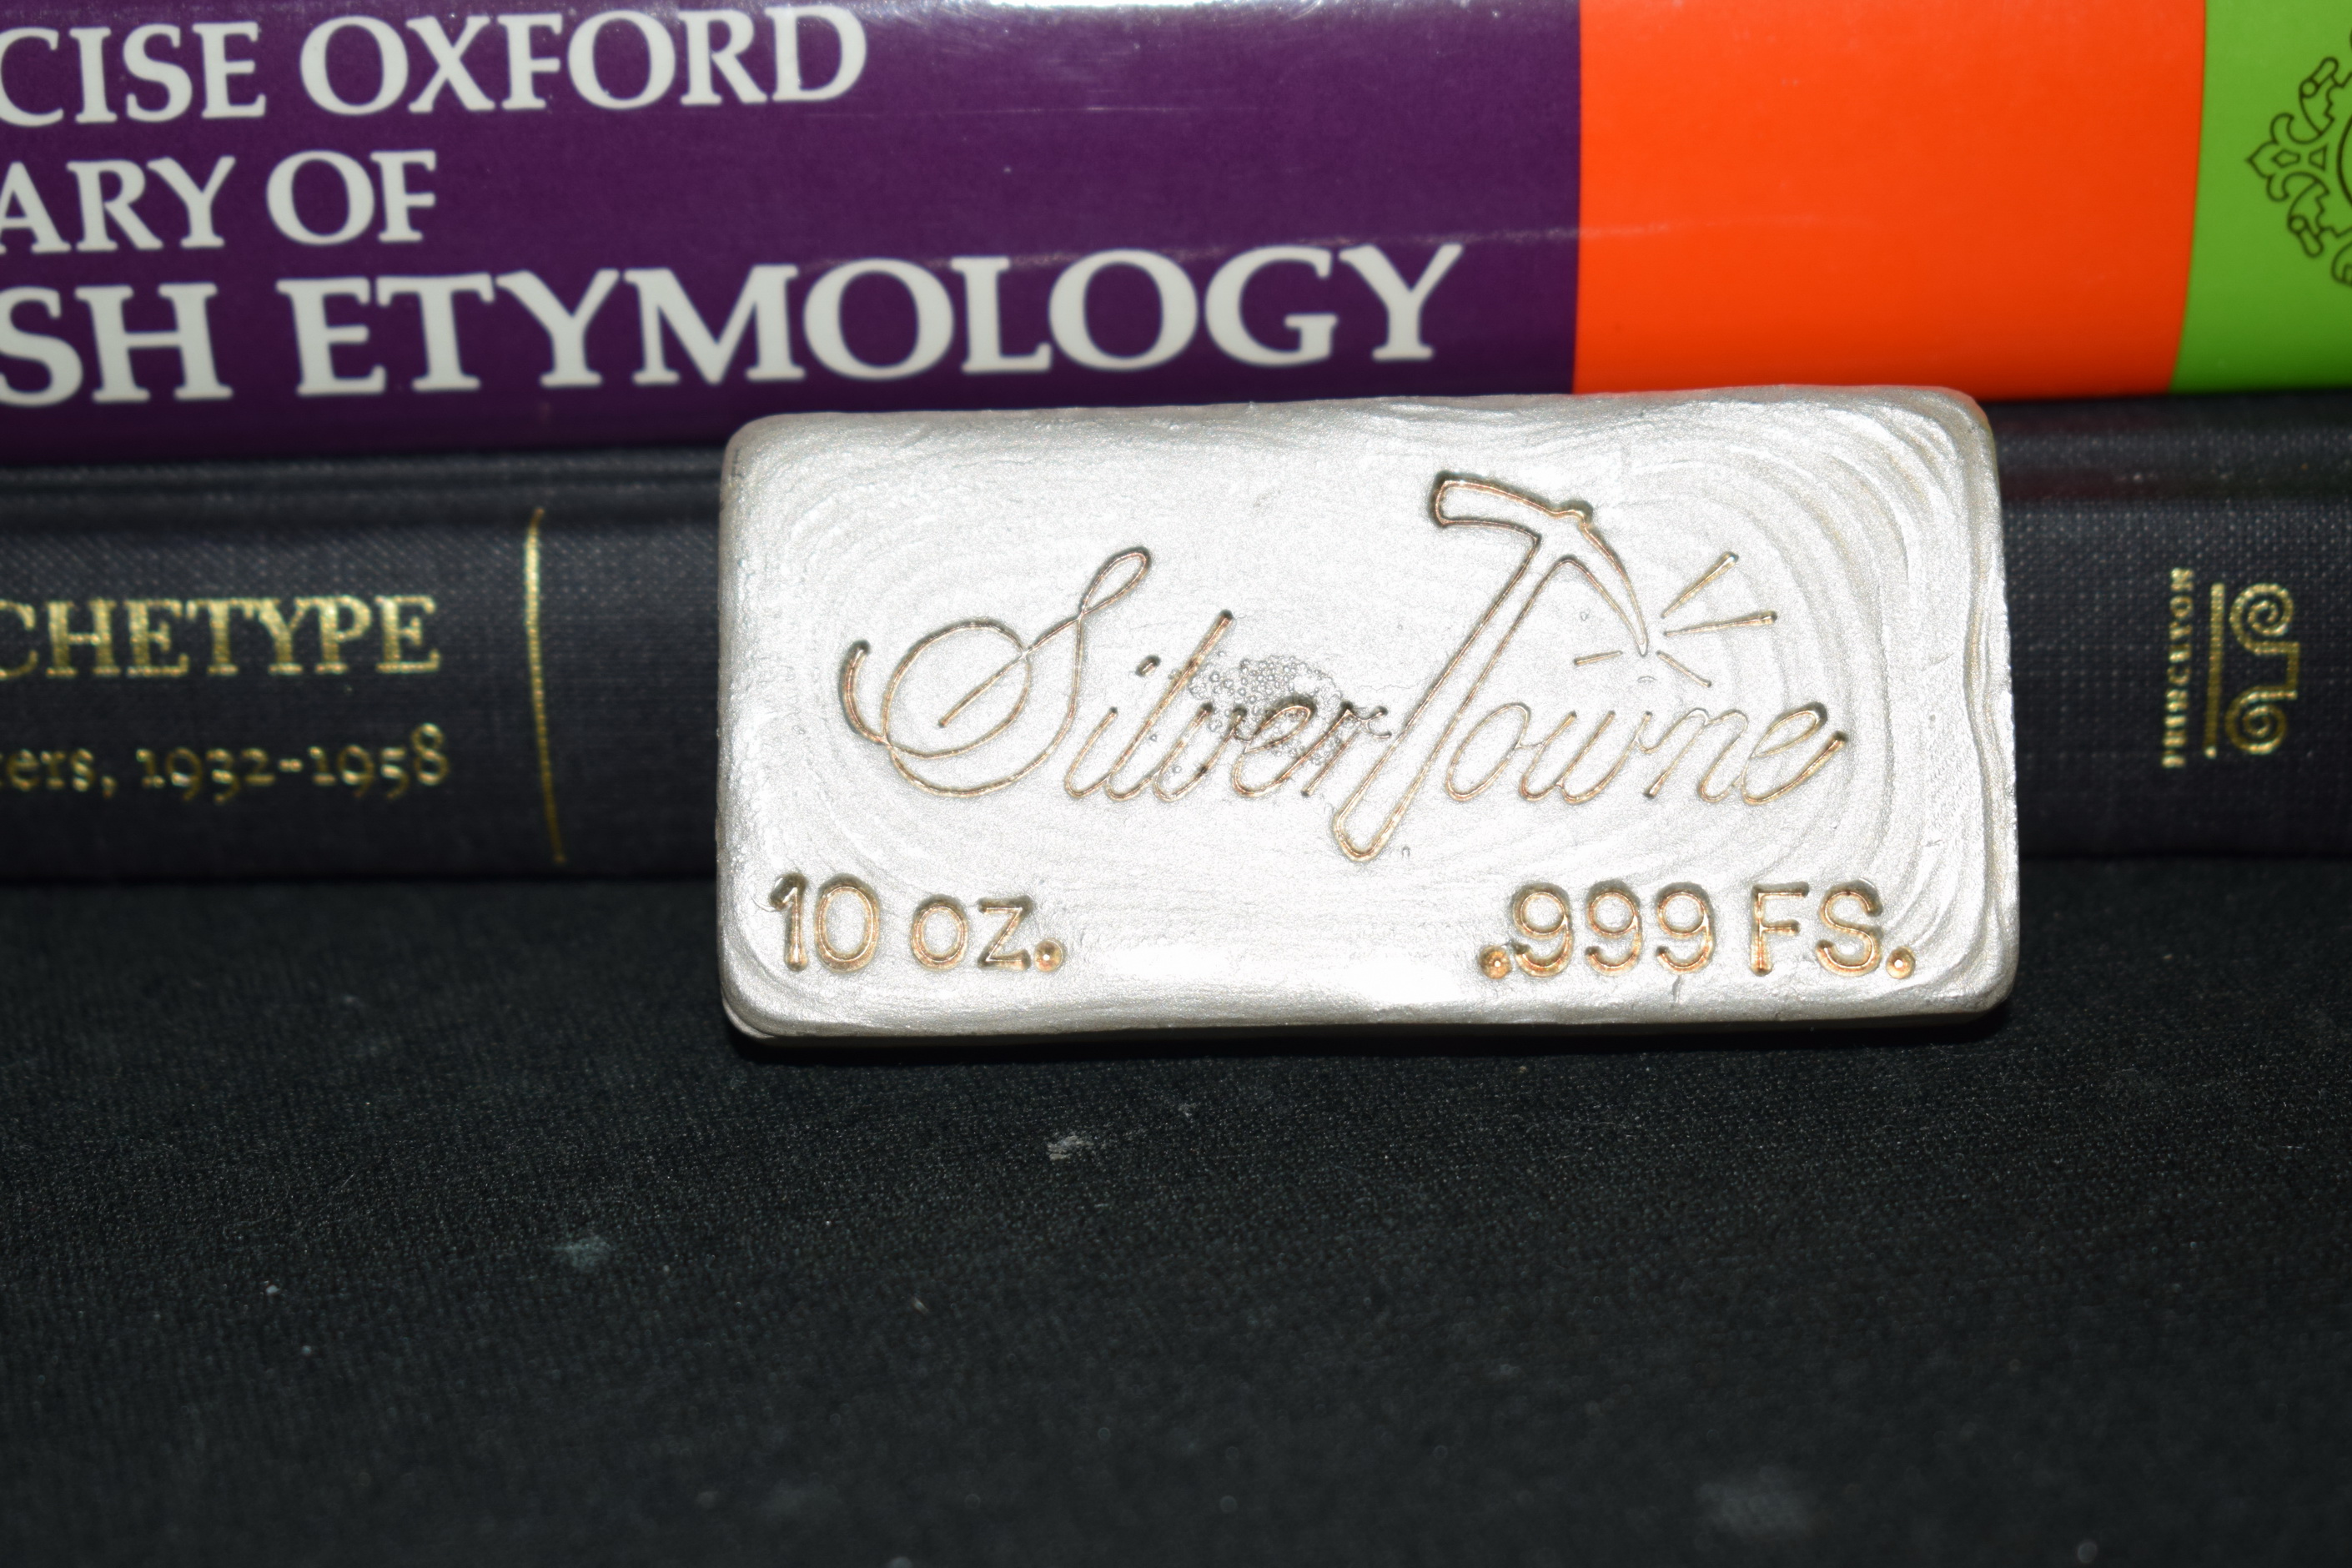 CISE OXFORD
ARY OF
SH ETYMOLOGY
CHETYPE
ers, 1932-1958
PRINCETON
SilverTowne
10 oz.
.999 FS.